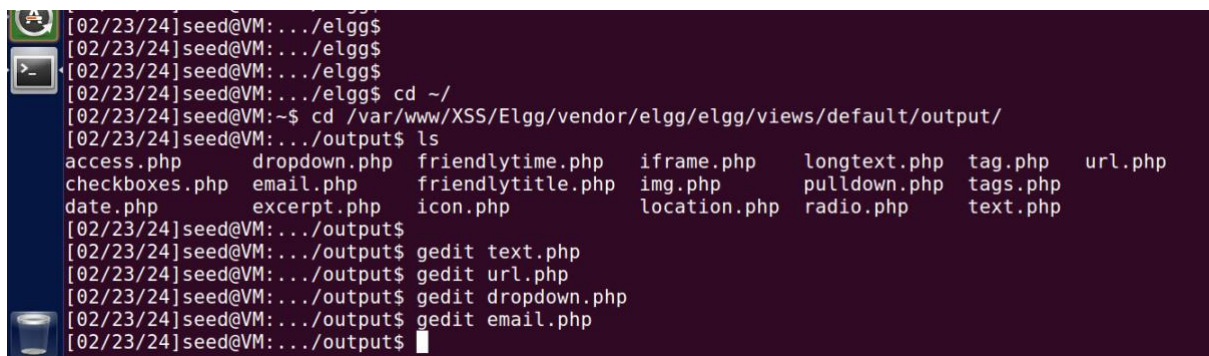 [02/23/24]seed@VM:.../elgg$
[02/23/24]seed@VM:.../elgg$
[02/23/24]seed@VM:.../elgg$
[02/23/24]seed@VM:.../elgg$ cd ~/
[02/23/24]seed@VM:~$ cd /var/www/XSS/Elgg/vendor/elgg/elgg/views/default/output/
[02/23/24]seed@VM:.../output$ ls
access.php dropdown.php friendlytime.php iframe.php longtext.php tag.php url.php
checkboxes.php email.php friendlytitle.php img.php pulldown.php tags.php
date.php excerpt.php icon.php location.php radio.php text.php
[02/23/24]seed@VM:.../output$
[02/23/24]seed@VM:.../output$ gedit text.php
[02/23/24]seed@VM:.../output$ gedit url.php
[02/23/24]seed@VM:.../output$ gedit dropdown.php
[02/23/24]seed@VM:.../output$ gedit email.php
[02/23/24]seed@VM:.../output$